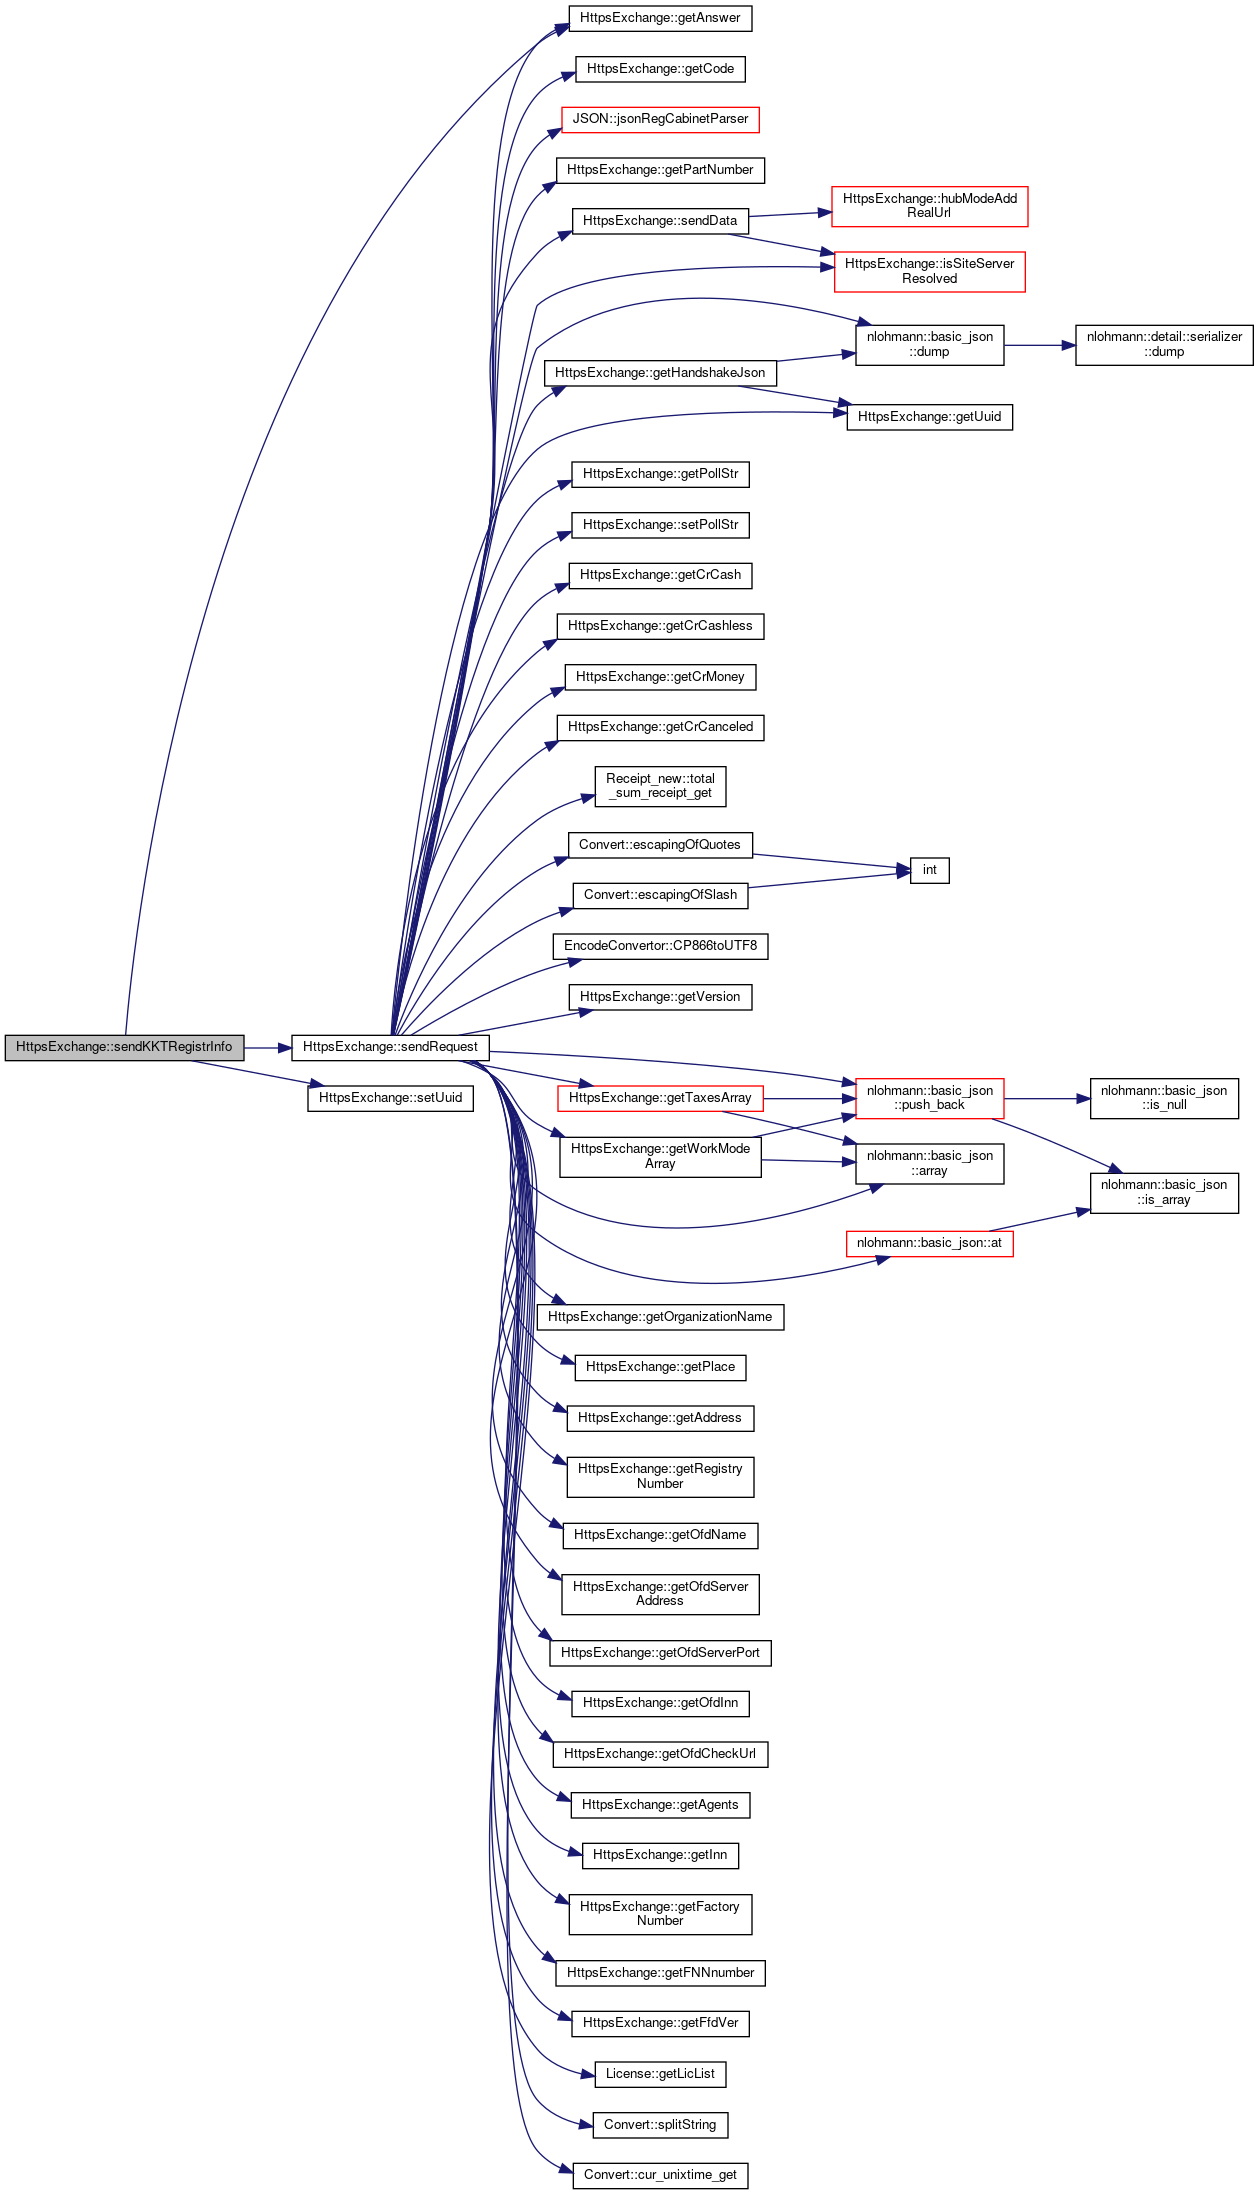 HttpsExchange::getAnswer
HttpsExchange::getCode
JSON::jsonRegCabinetParser
HttpsExchange::getPartNumber
HttpsExchange::hubModeAdd
RealUrl
HttpsExchange::sendData
HttpsExchange::isSiteServer
Resolved
nlohmann::basic_json
::dump
nlohmann::detail::serializer
::dump
HttpsExchange::getHandshakeJson
HttpsExchange::getUuid
HttpsExchange::getPollStr
HttpsExchange::setPollStr
HttpsExchange::getCrCash
HttpsExchange::getCrCashless
HttpsExchange::getCrMoney
HttpsExchange::getCrCanceled
Receipt_new::total
_sum_receipt_get
Convert::escapingOfQuotes
int
Convert::escapingOfSlash
EncodeConvertor::CP866toUTF8
HttpsExchange::getVersion
HttpsExchange::sendKKTRegistrInfo
HttpsExchange::sendRequest
HttpsExchange::setUuid
HttpsExchange::getTaxesArray
nlohmann::basic_json
::push_back
nlohmann::basic_json
::is_null
HttpsExchange::getWorkMode
Array
nlohmann::basic_json
::array
nlohmann::basic_json
::is_array
nlohmann::basic_json::at
HttpsExchange::getOrganizationName
HttpsExchange::getPlace
HttpsExchange::getAddress
HttpsExchange::getRegistry
Number
HttpsExchange::getOfdName
HttpsExchange::getOfdServer
Address
HttpsExchange::getOfdServerPort
HttpsExchange::getOfdInn
HttpsExchange::getOfdCheckUrl
HttpsExchange::getAgents
HttpsExchange::getInn
HttpsExchange::getFactory
Number
HttpsExchange::getFNNnumber
HttpsExchange::getFfdVer
License::getLicList
Convert::splitString
Convert::cur_unixtime_get